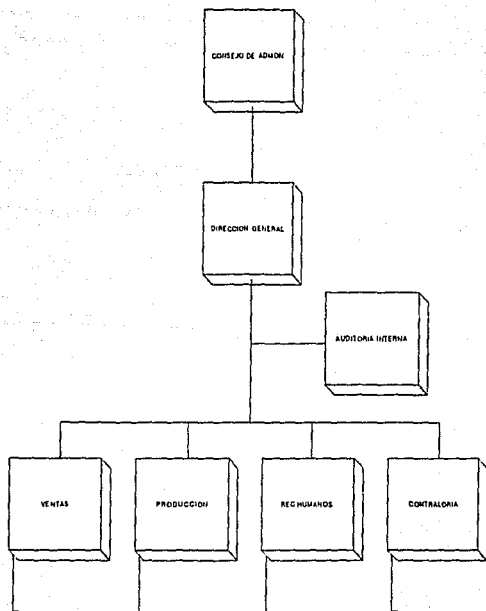 CONSEJO DE ADMON
DIRECCION GENERAL
AUDITORIA INTERNA
VENTAS
PRODUCCION
REC HUMANOS
CONTRALORIA